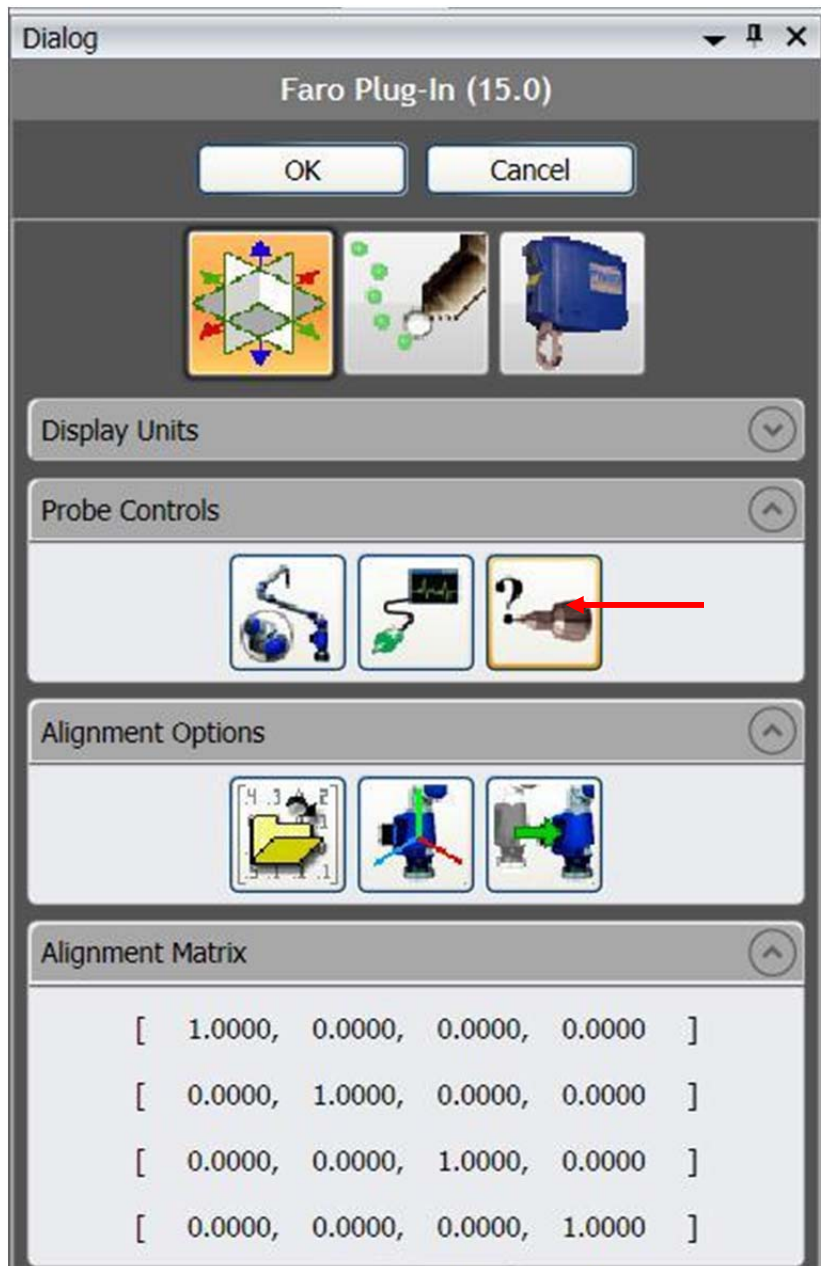 Dialog
Faro Plug-In (15.0)
OK Cancel
Display Units
Probe Controls
?
Alignment Options
Alignment Matrix
[ 1.0000, 0.0000, 0.0000, 0.0000 ]
[ 0.0000, 1.0000, 0.0000, 0.0000 ]
[ 0.0000, 0.0000, 1.0000, 0.0000 ]
[ 0.0000, 0.0000, 0.0000, 1.0000 ]